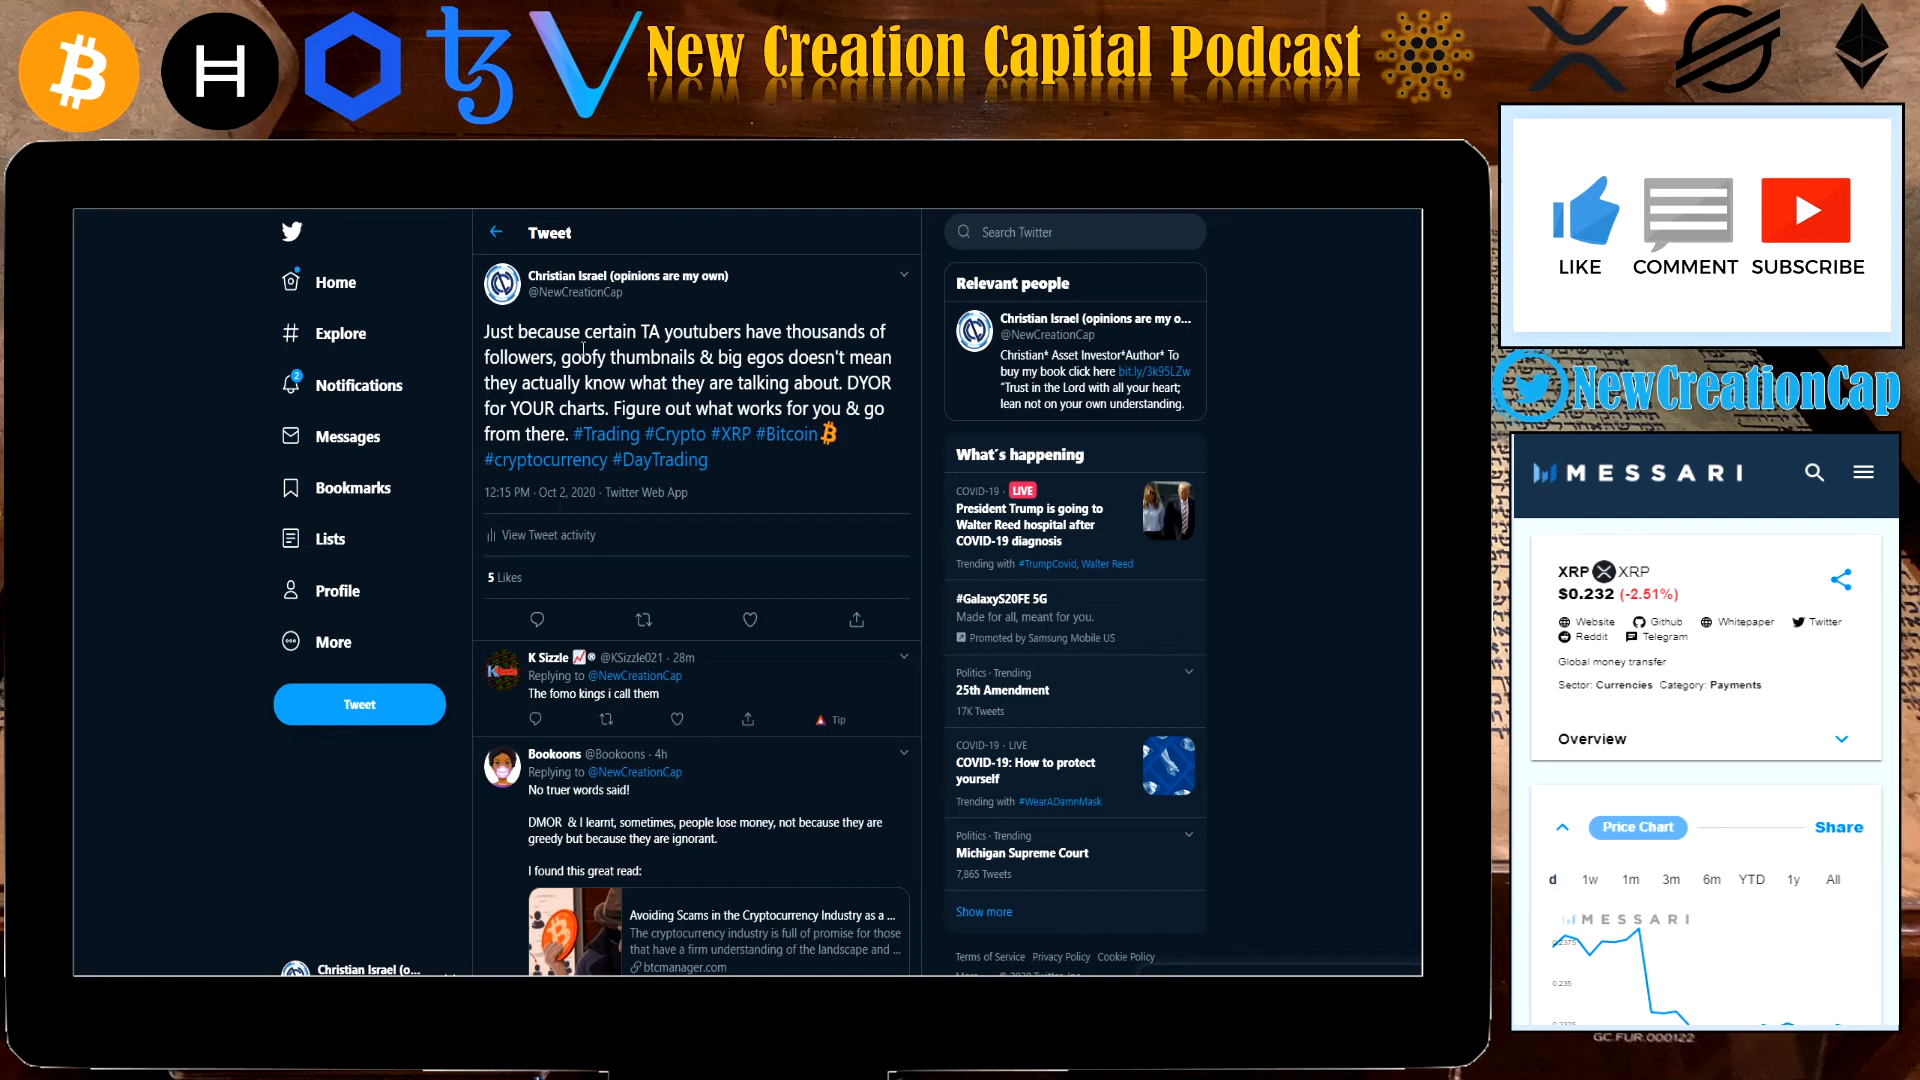 New Creation Capital Podcast
LIKE
COMMENT
SUBSCRIBE
NewCreationCap
Home
Explore
2
Notifications
Messages
Bookmarks
Lists
Profile
More
Tweet
Christian Israel (o...
Tweet
Christian Israel (opinions are my own)
@NewCreationCap
Just because certain TA youtubers have thousands of
followers, goofy thumbnails & big egos doesn't mean
they actually know what they are talking about. DYOR
for YOUR charts. Figure out what works for you & go
from there. #Trading #Crypto #XRP #Bitcoin
#cryptocurrency #DayTrading
12:15 PM · Oct 2, 2020 · Twitter Web App
View Tweet activity
5 Likes
K Sizzle @KSizzle021 · 28m
Replying to @NewCreationCap
The fomo kings i call them
Tip
Bookoons @Bookoons · 4h
Replying to @NewCreationCap
No truer words said!
DMOR & I learnt, sometimes, people lose money, not because they are
greedy but because they are ignorant.
I found this great read:
Avoiding Scams in the Cryptocurrency Industry as a ...
The cryptocurrency industry is full of promise for those
that have a firm understanding of the landscape and ...
btcmanager.com
Search Twitter
Relevant people
Christian Israel (opinions are my o...
@NewCreationCap
Christian* Asset Investor*Author* To
buy my book click here bit.ly/3k95LZw
"Trust in the Lord with all your heart;
lean not on your own understanding.
What's happening
COVID-19 · LIVE
President Trump is going to
Walter Reed hospital after
COVID-19 diagnosis
Trending with #TrumpCovid, Walter Reed
#GalaxyS20FE 5G
Made for all, meant for you.
Promoted by Samsung Mobile US
Politics · Trending
25th Amendment
17K Tweets
COVID-19 · LIVE
COVID-19: How to protect
yourself
Trending with #WearADamnMask
Politics · Trending
Michigan Supreme Court
7,865 Tweets
Show more
Terms of Service Privacy Policy Cookie Policy
MESSARI
XRP XRP
$0.232 (-2.51%)
Website Github Whitepaper Twitter
Reddit Telegram
Global money transfer
Sector: Currencies Category: Payments
Overview
Price Chart
Share
d 1w 1m 3m 6m YTD 1y All
MESSARI
0.2375
0.235
0.2325
GC.FUR.000122